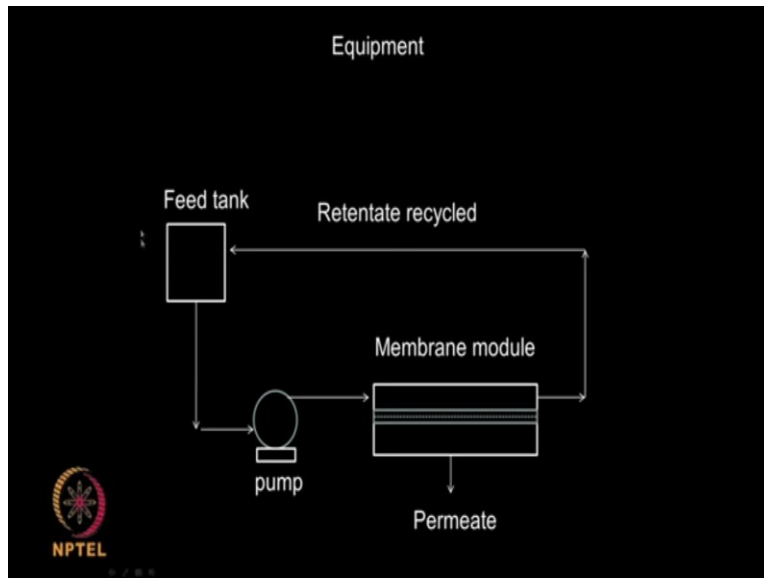 Equipment
Feed tank
Retentate recycled
Membrane module
pump
Permeate
NPTEL